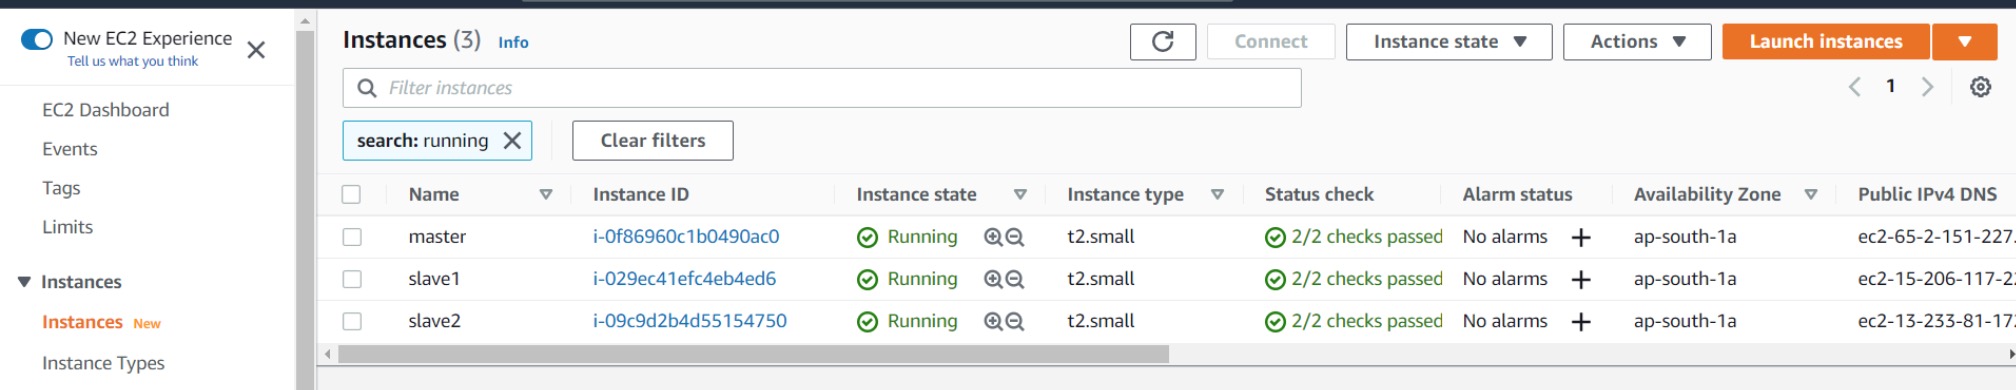 New EC2 Experience
Tell us what you think
EC2 Dashboard
Events
Tags
Limits
Instances
Instances New
Instance Types
Instances (3) Info
Connect
Instance state
Actions
Launch instances
Filter instances
1
search: running
Clear filters
Name Instance ID Instance state Instance type Status check Alarm status Availability Zone Public IPv4 DNS
master i-0f86960c1b0490ac0 Running t2.small 2/2 checks passed No alarms + ap-south-1a ec2-65-2-151-227.
slave1 i-029ec41efc4eb4ed6 Running t2.small 2/2 checks passed No alarms + ap-south-1a ec2-15-206-117-2
slave2 i-09c9d2b4d55154750 Running t2.small 2/2 checks passed No alarms + ap-south-1a ec2-13-233-81-17